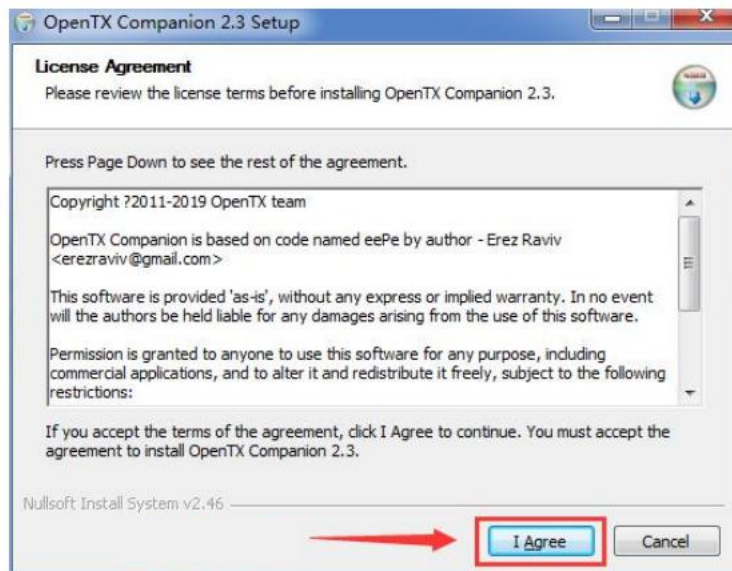 OpenTX Companion 2.3 Setup
License Agreement
Please review the license terms before installing OpenTX Companion 2.3.
Press Page Down to see the rest of the agreement.
Copyright ?2011-2019 OpenTX team
OpenTX Companion is based on code named eePe by author - Erez Raviv
<erezraviv@gmail.com>
This software is provided 'as-is', without any express or implied warranty. In no event
will the authors be held liable for any damages arising from the use of this software.
Permission is granted to anyone to use this software for any purpose, including
commercial applications, and to alter it and redistribute it freely, subject to the following
restrictions:
If you accept the terms of the agreement, click I Agree to continue. You must accept the
agreement to install OpenTX Companion 2.3.
Nullsoft Install System v2.46
I Agree
Cancel